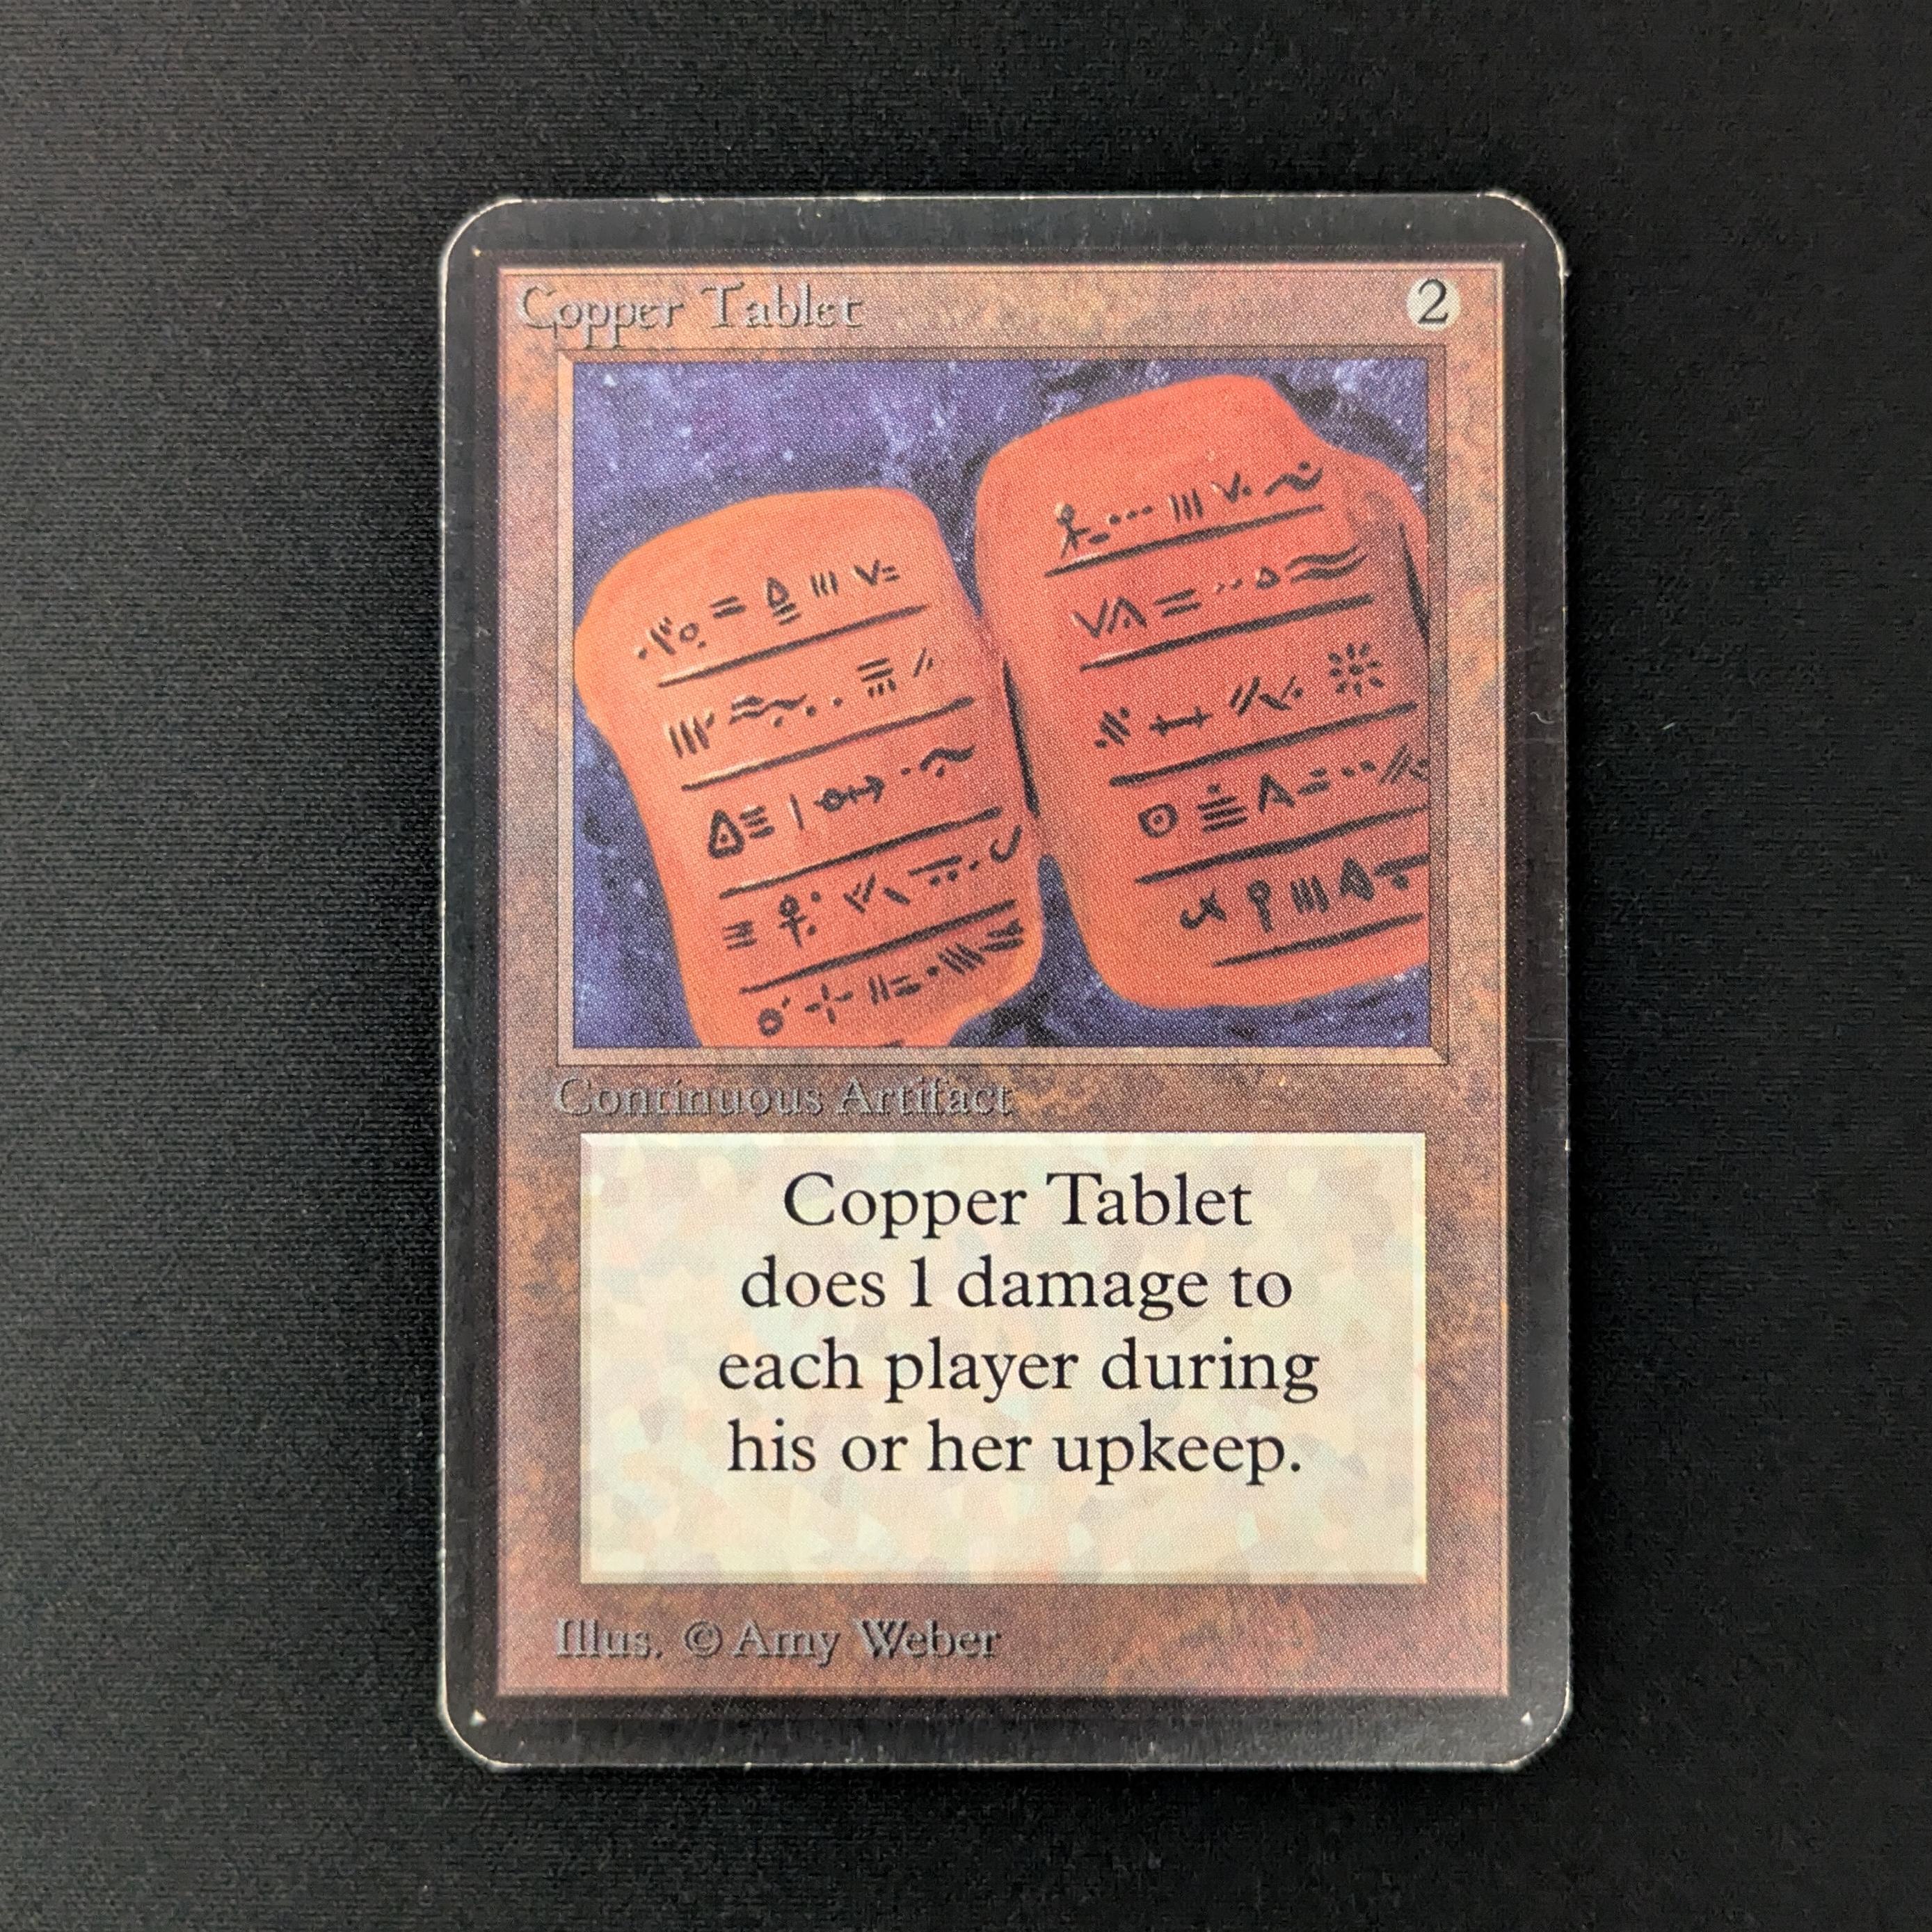 Copper Tablet 2
Continuous Artifact
Copper Tablet
does 1 damage to
each player during
his or her upkeep.
Illus. © Amy Weber